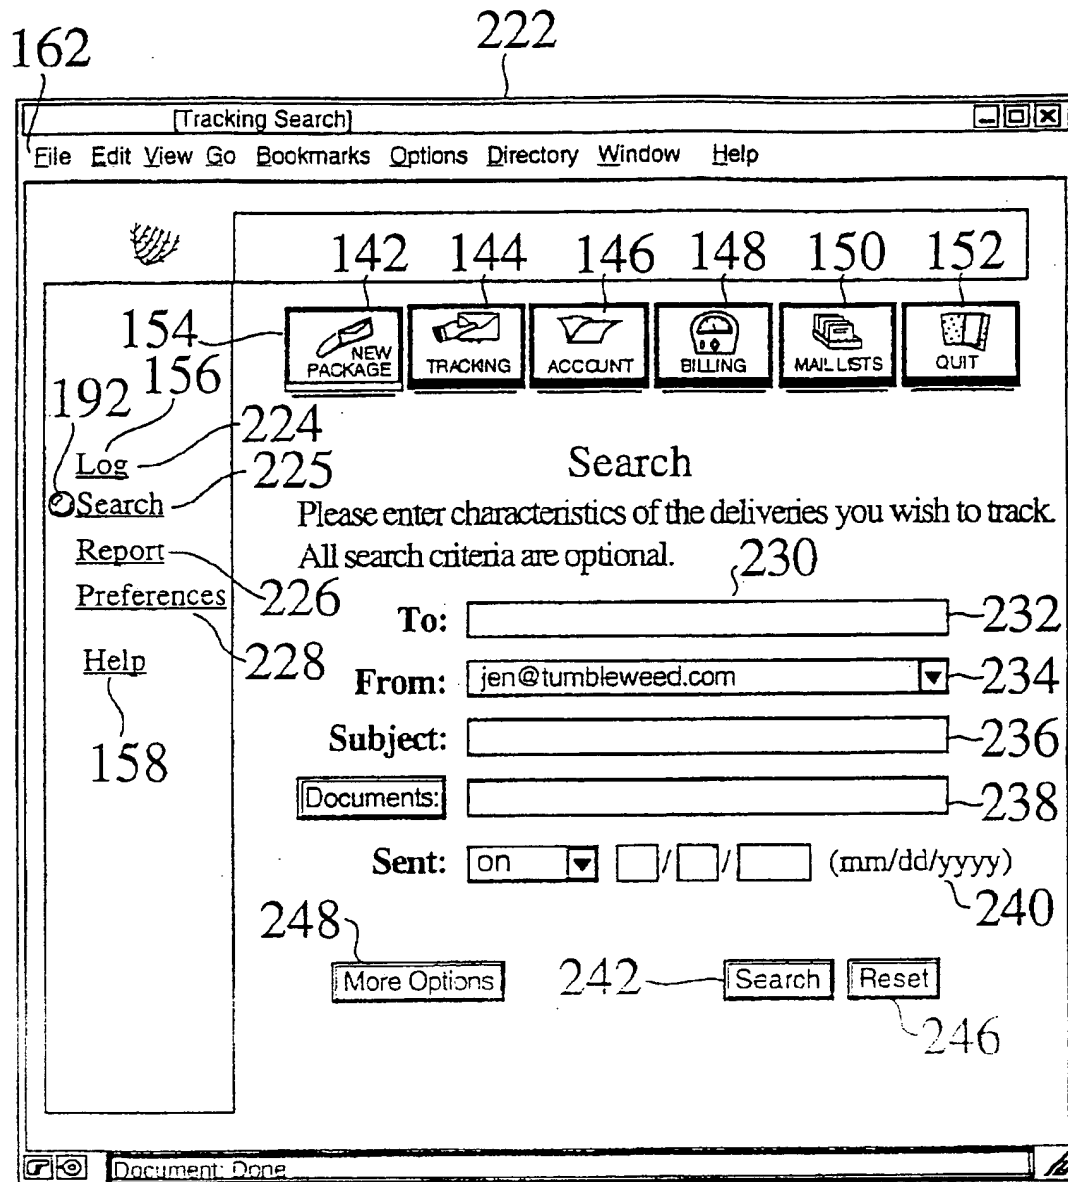 222
162
[Tracking Search]
File Edit View Go Bookmarks Options Directory Window Help
142 144 146 148 150 152
154
NEW PACKAGE TRACKING ACCOUNT BILLING MAIL LISTS QUIT
156
192
224
Log
Search
225
Search
Please enter characteristics of the deliveries you wish to track.
All search criteria are optional.
Report
226
230
Preferences
228
To:
232
Help
From: jen@tumbleweed.com
234
158
Subject:
236
Documents:
238
Sent: on / / (mm/dd/yyyy)
240
248
More Options
242
Search Reset
246
Document: Done